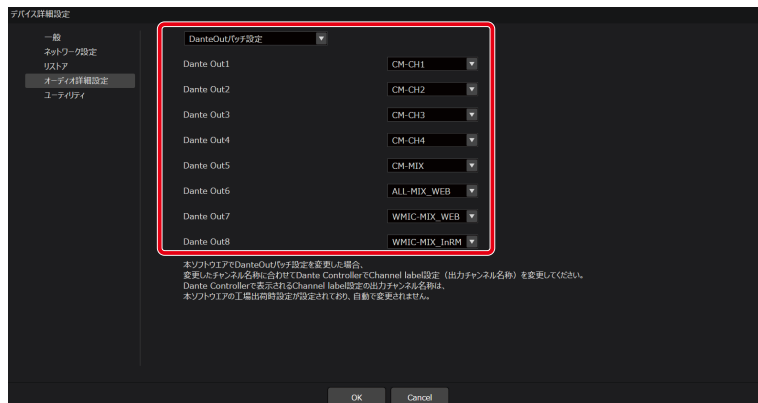 デバイス詳細設定
一般
ネットワーク設定
リストア
オーディオ詳細設定
ユーティリティ
DanteOutパッチ設定
Dante Out1 CM-CH1
Dante Out2 CM-CH2
Dante Out3 CM-CH3
Dante Out4 CM-CH4
Dante Out5 CM-MIX
Dante Out6 ALL-MIX_WEB
Dante Out7 WMIC-MIX_WEB
Dante Out8 WMIC-MIX_InRM
本ソフトウエアでDanteOutパッチ設定を変更した場合、
変更したチャンネル名称に合わせてDante ControllerでChannel label設定（出力チャンネル名称）を変更してください。
Dante Controllerで表示されるChannel label設定の出力チャンネル名称は、
本ソフトウエアの工場出荷時設定が設定されており、自動で変更されません。
OK Cancel